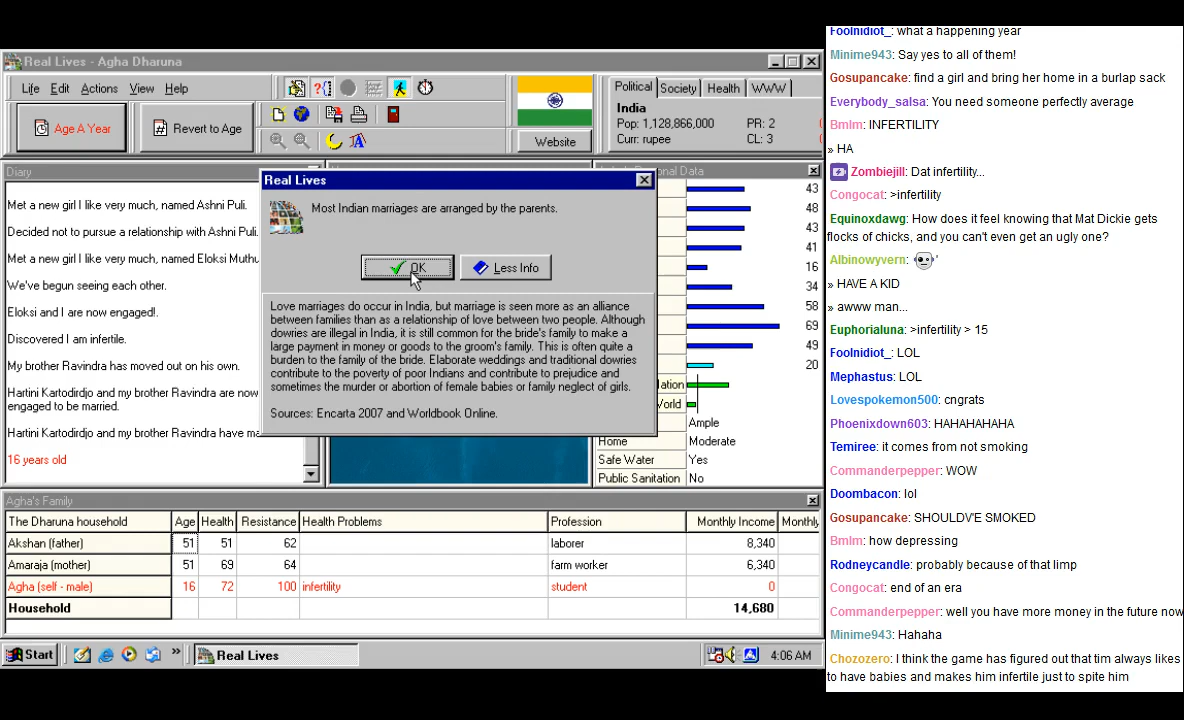 Real Lives - Agha Dharuna
Life Edit Actions View Help
Age A Year
Revert to Age
Website
Political Society Health WWW
India
Pop: 1,128,866,000 PR: 2
Curr: rupee CL: 3
Diary
Met a new girl I like very much, named Ashni Puli.
Decided not to pursue a relationship with Ashni Puli.
Met a new girl I like very much, named Eloksi Muthu
We've begun seeing each other.
Eloksi and I are now engaged!.
Discovered I am infertile.
My brother Ravindra has moved out on his own.
Hartini Kartodirdjo and my brother Ravindra are now
engaged to be married.
Hartini Kartodirdjo and my brother Ravindra have ma
16 years old
Real Lives
Most Indian marriages are arranged by the parents.
OK
Less Info
Love marriages do occur in India, but marriage is seen more as an alliance
between families than as a relationship of love between two people. Although
dowries are illegal in India, it is still common for the bride's family to make a
large payment in money or goods to the groom's family. This is often quite a
burden to the family of the bride. Elaborate weddings and traditional dowries
contribute to the poverty of poor Indians and contribute to prejudice and
sometimes the murder or abortion of female babies or family neglect of girls.
Sources: Encarta 2007 and Worldbook Online.
Data
43
48
43
41
16
34
58
69
49
20
lation
World
Ample
Home Moderate
Safe Water Yes
Public Sanitation No
Agha's Family
The Dharuna household Age Health Resistance Health Problems Profession Monthly Income Monthly
Akshan (father) 51 51 62 laborer 8,340
Amaraja (mother) 51 69 64 farm worker 6,340
Agha (self - male) 16 72 100 infertility student 0
Household 14,680
Start
Real Lives
4:06 AM
Foolnidiot_: what a happening year
Minime943: Say yes to all of them!
Gosupancake: find a girl and bring her home in a burlap sack
Everybody_salsa: You need someone perfectly average
Bmlm: INFERTILITY
» HA
Zombiejill: Dat infertility...
Congocat: >infertility
Equinoxdawg: How does it feel knowing that Mat Dickie gets
flocks of chicks, and you can't even get an ugly one?
Albinowyvern:
» HAVE A KID
» awww man...
Euphorialuna: >infertility > 15
Foolnidiot_: LOL
Mephastus: LOL
Lovespokemon500: cngrats
Phoenixdown603: HAHAHAHAHA
Temiree: it comes from not smoking
Commanderpepper: WOW
Doombacon: lol
Gosupancake: SHOULDV'E SMOKED
Bmlm: how depressing
Rodneycandle: probably because of that limp
Congocat: end of an era
Commanderpepper: well you have more money in the future now
Minime943: Hahaha
Chozozero: I think the game has figured out that tim always likes
to have babies and makes him infertile just to spite him